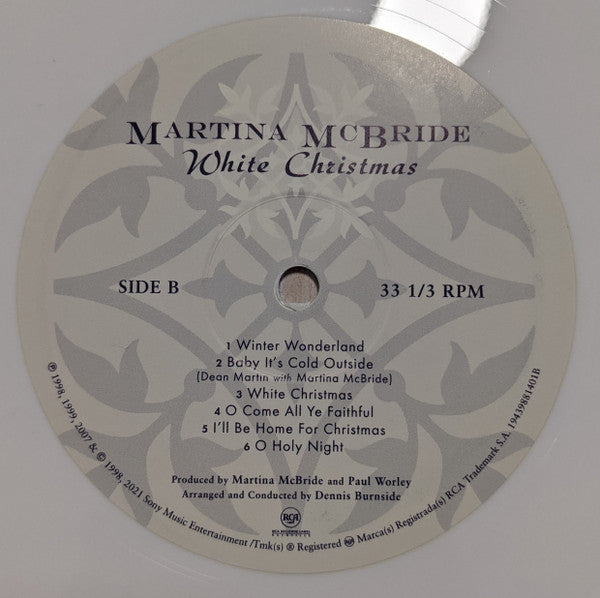 MARTINA MCBRIDE
White Christmas
SIDE B
33 1/3 RPM
1 Winter Wonderland
2 Baby It's Cold Outside
(Dean Martin with Martina McBride)
3 White Christmas
4 O Come All Ye Faithful
5 I'll Be Home For Christmas
6 O Holy Night
Produced by Martina McBride and Paul Worley
Arranged and Conducted by Dennis Burnside
RCA
℗ 1998, 1999, 2007 & © 1998, 2021 Sony Music Entertainment /Tmk(s) ® Registered Marca(s) Registrada(s) RCA Trademark S.A. 19439881401B